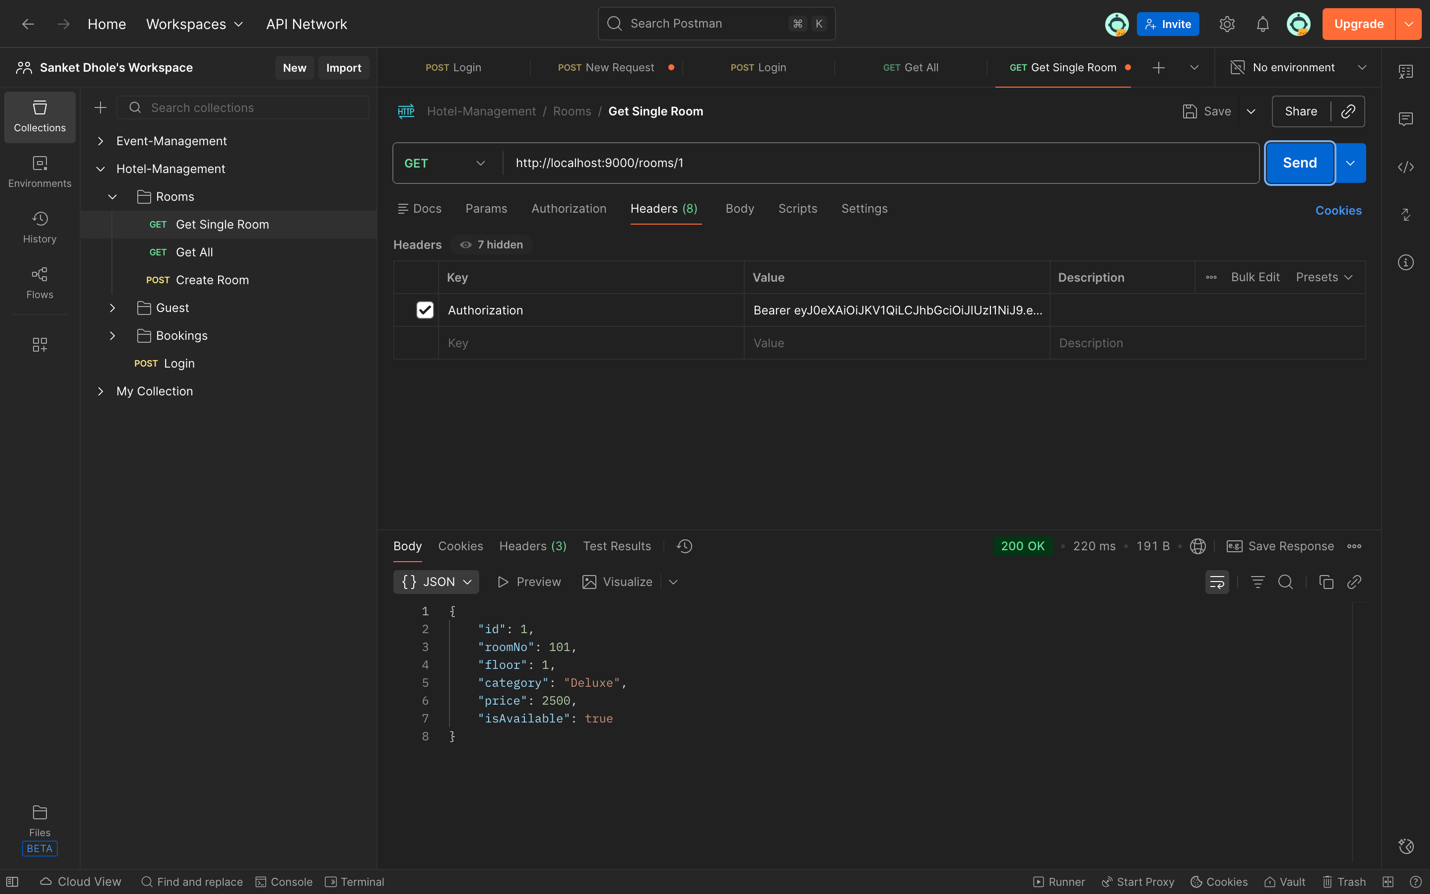 Home Workspaces API Network Search Postman ⌘ K Invite Upgrade
Sanket Dhole's Workspace New Import
POST Login POST New Request POST Login GET Get All GET Get Single Room No environment
Collections
Environments
History
Flows
Files
BETA
Search collections
Event-Management
Hotel-Management
Rooms
GET Get Single Room
GET Get All
POST Create Room
Guest
Bookings
POST Login
My Collection
HTTP Hotel-Management / Rooms / Get Single Room Save Share
GET http://localhost:9000/rooms/1 Send
Docs Params Authorization Headers (8) Body Scripts Settings Cookies
Headers 7 hidden
Key Value Description Bulk Edit Presets
Authorization Bearer eyJ0eXAiOiJKV1QiLCJhbGciOiJIUzI1NiJ9.e...
Key Value Description
Body Cookies Headers (3) Test Results 200 OK • 220 ms • 191 B e.g. Save Response
{} JSON Preview Visualize
1 {
2 "id": 1,
3 "roomNo": 101,
4 "floor": 1,
5 "category": "Deluxe",
6 "price": 2500,
7 "isAvailable": true
8 }
Cloud View Find and replace Console Terminal Runner Start Proxy Cookies Vault Trash